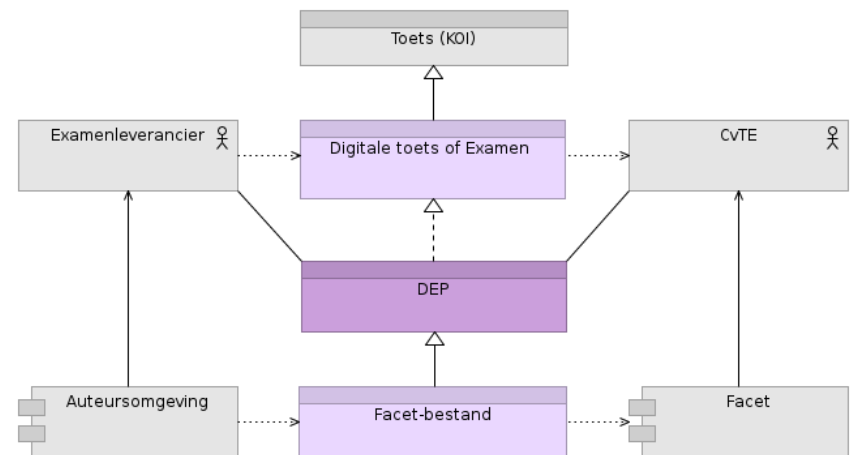 Toets (KOI)
Examenleverancier
Digitale toets of Examen
CvTE
DEP
Auteursomgeving
Facet-bestand
Facet